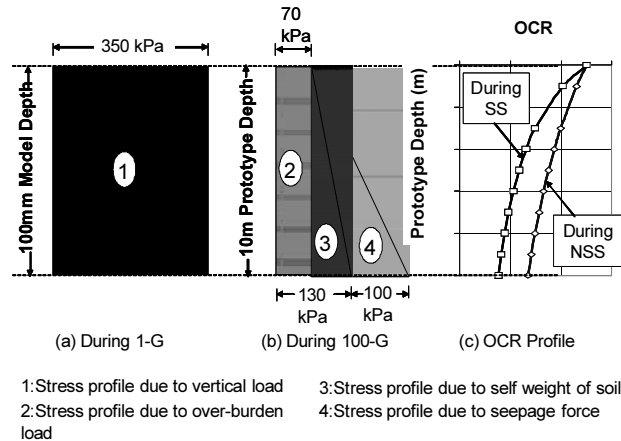 70
kPa
OCR
350 kPa
100mm Model Depth
1
10m Prototype Depth
2
3
4
Prototype Depth (m)
During
SS
During
NSS
130
kPa
100
kPa
(a) During 1-G
(b) During 100-G
(c) OCR Profile
1:Stress profile due to vertical load
2:Stress profile due to over-burden
load
3:Stress profile due to self weight of soil
4:Stress profile due to seepage force